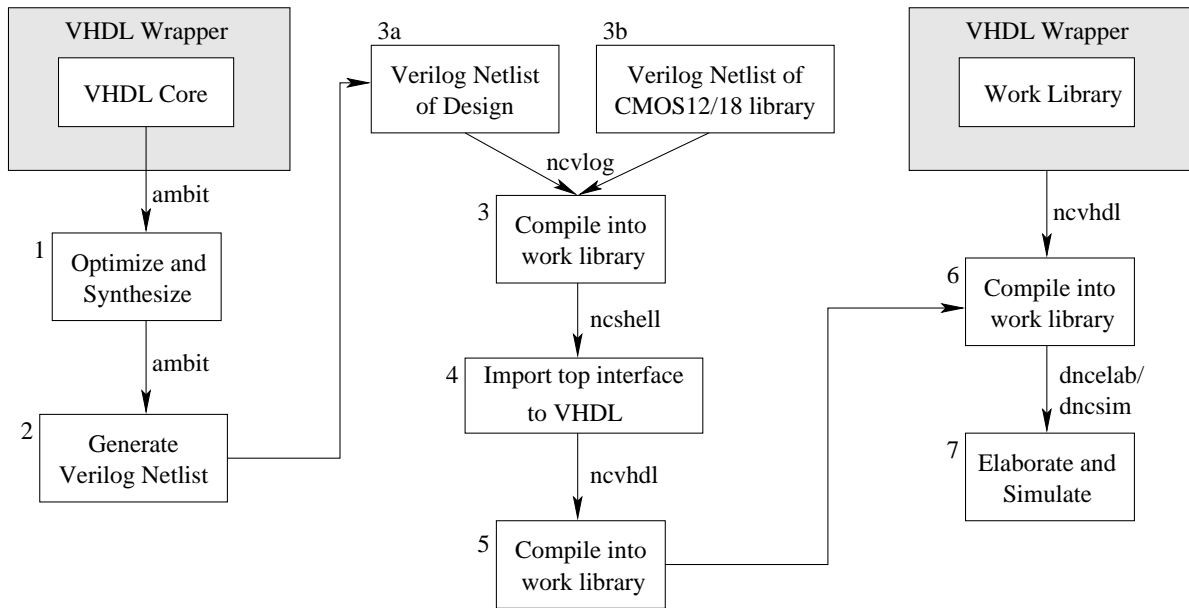 VHDL Wrapper
VHDL Core
ambit
1
Optimize and
Synthesize
ambit
2
Generate
Verilog Netlist
3a
Verilog Netlist
of Design
3b
Verilog Netlist of
CMOS12/18 library
ncvlog
3
Compile into
work library
ncshell
4
Import top interface
to VHDL
ncvhdl
5
Compile into
work library
VHDL Wrapper
Work Library
ncvhdl
6
Compile into
work library
dncelab/
dncsim
7
Elaborate and
Simulate